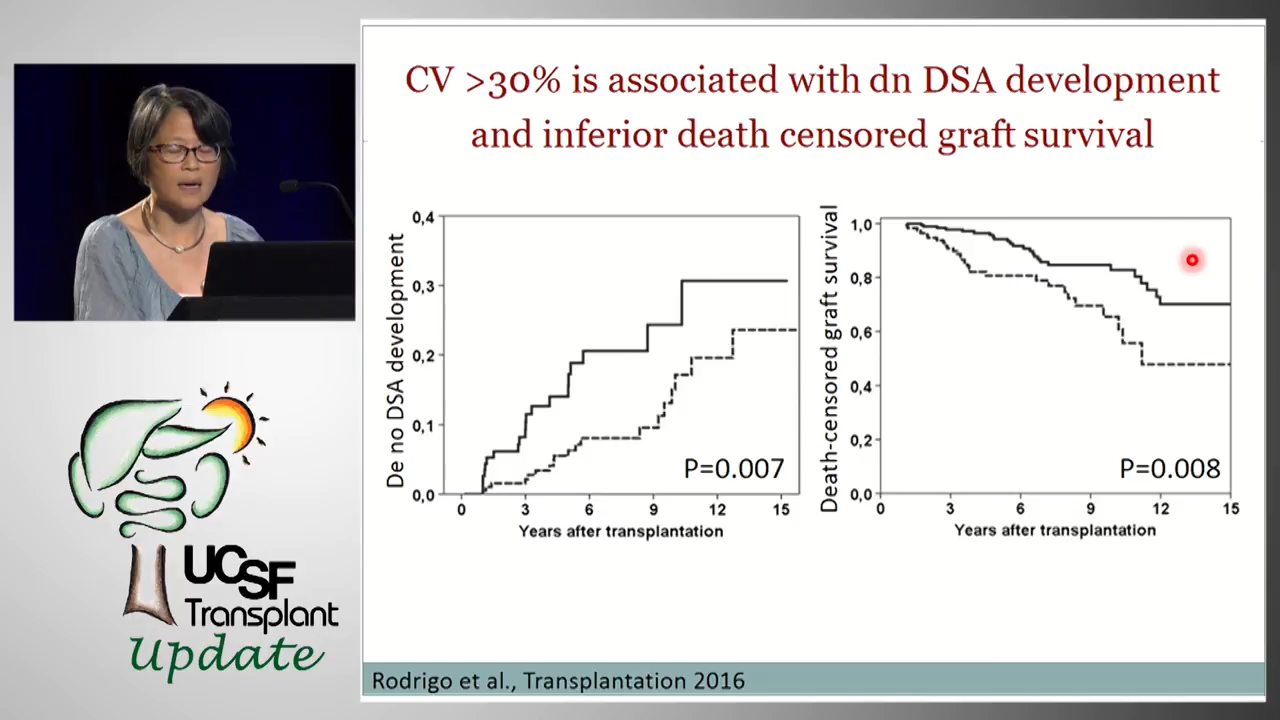 CV >30% is associated with dn DSA development
and inferior death censored graft survival
De no DSA development
0,4
0,3
0,2
0,1
0,0
0 3 6 9 12 15
Years after transplantation
P=0.007
Death-censored graft survival
1,0
0,8
0,6
0,4
0,2
0,0
0 3 6 9 12 15
Years after transplantation
P=0.008
UCSF
Transplant
Update
Rodrigo et al., Transplantation 2016